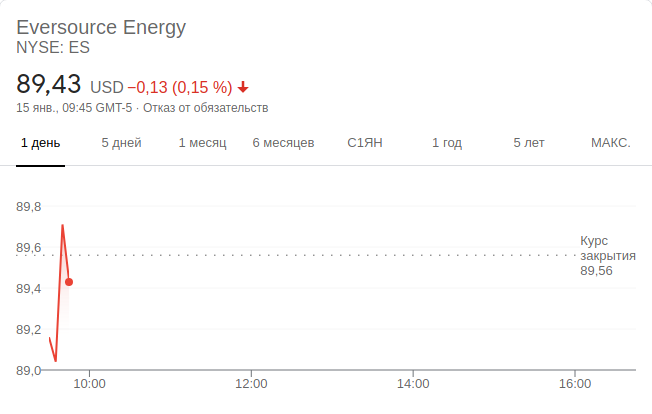 Eversource Energy
NYSE: ES
89,43 USD −0,13 (0,15 %)
15 янв., 09:45 GMT-5 · Отказ от обязательств
1 день 5 дней 1 месяц 6 месяцев С1ЯН 1 год 5 лет МАКС.
89,8
89,6
89,4
89,2
89,0
Курс
закрытия
89,56
10:00 12:00 14:00 16:00